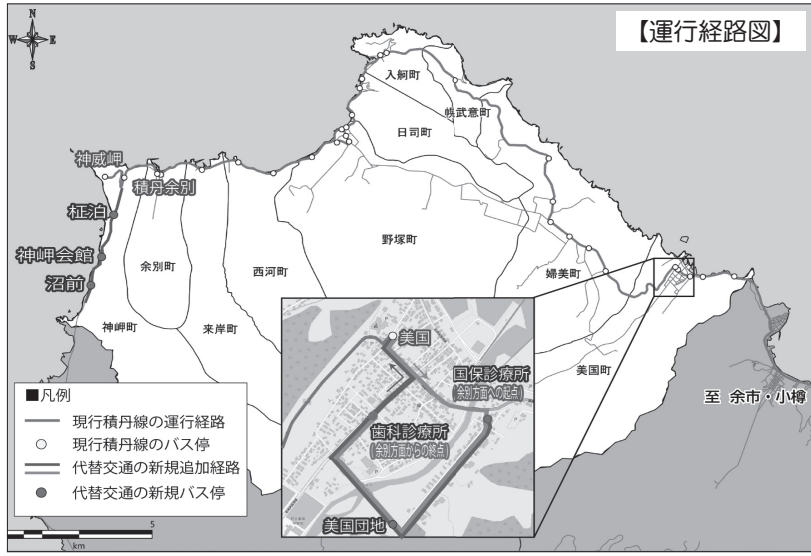 【運行経路図】
N
W E
S
入舸町
幌武意町
日司町
神威岬
積丹余別
柾泊
野塚町
神岬会館
余別町
西河町
婦美町
沼前
神岬町
来岸町
美国町
美国
国保診療所
(余別方面への起点)
歯科診療所
(余別方面からの終点)
美国団地
至 余市・小樽
■凡例
現行積丹線の運行経路
現行積丹線のバス停
代替交通の新規追加経路
代替交通の新規バス停
5
km